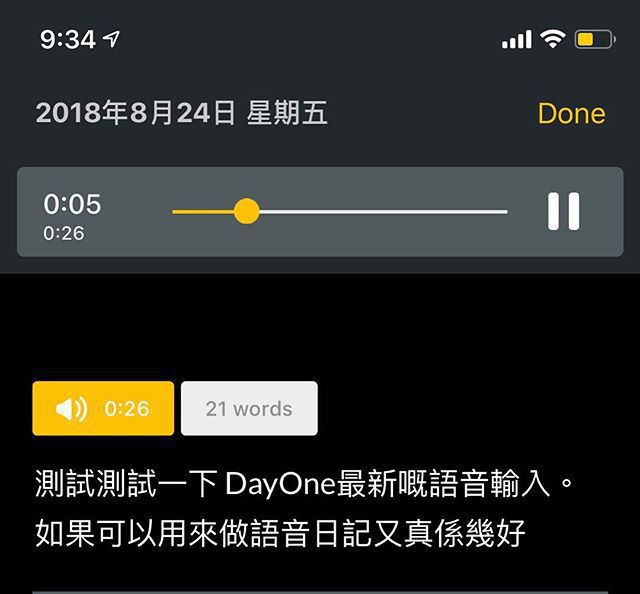 9:34
2018年8月24日 星期五
Done
0:05
0:26
0:26
21 words
測試測試一下 DayOne最新嘅語音輸入。
如果可以用來做語音日記又真係幾好